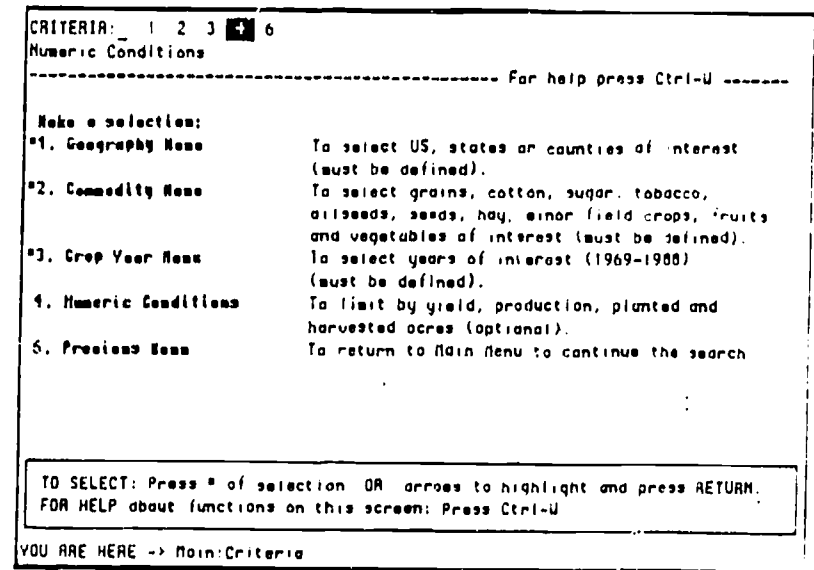 CRITERIA:_ 1 2 3 4 6
Numeric Conditions
------------------------------------------------ For help press Ctrl-W -------
Make a selection:
*1. Geography Menu To select US, states or counties of interest
(must be defined).
*2. Commodity Menu To select grains, cotton, sugar, tobacco,
oilseeds, seeds, hay, minor field crops, fruits
and vegetables of interest (must be defined).
*3. Crop Year Menu To select years of interest (1969-1988)
(must be defined).
4. Numeric Conditions To limit by yield, production, planted and
harvested acres (optional).
6. Previous Menu To return to Main Menu to continue the search
TO SELECT: Press # of selection OR arrows to highlight and press RETURN.
FOR HELP about functions on this screen: Press Ctrl-W
YOU ARE HERE -> Main:Criteria